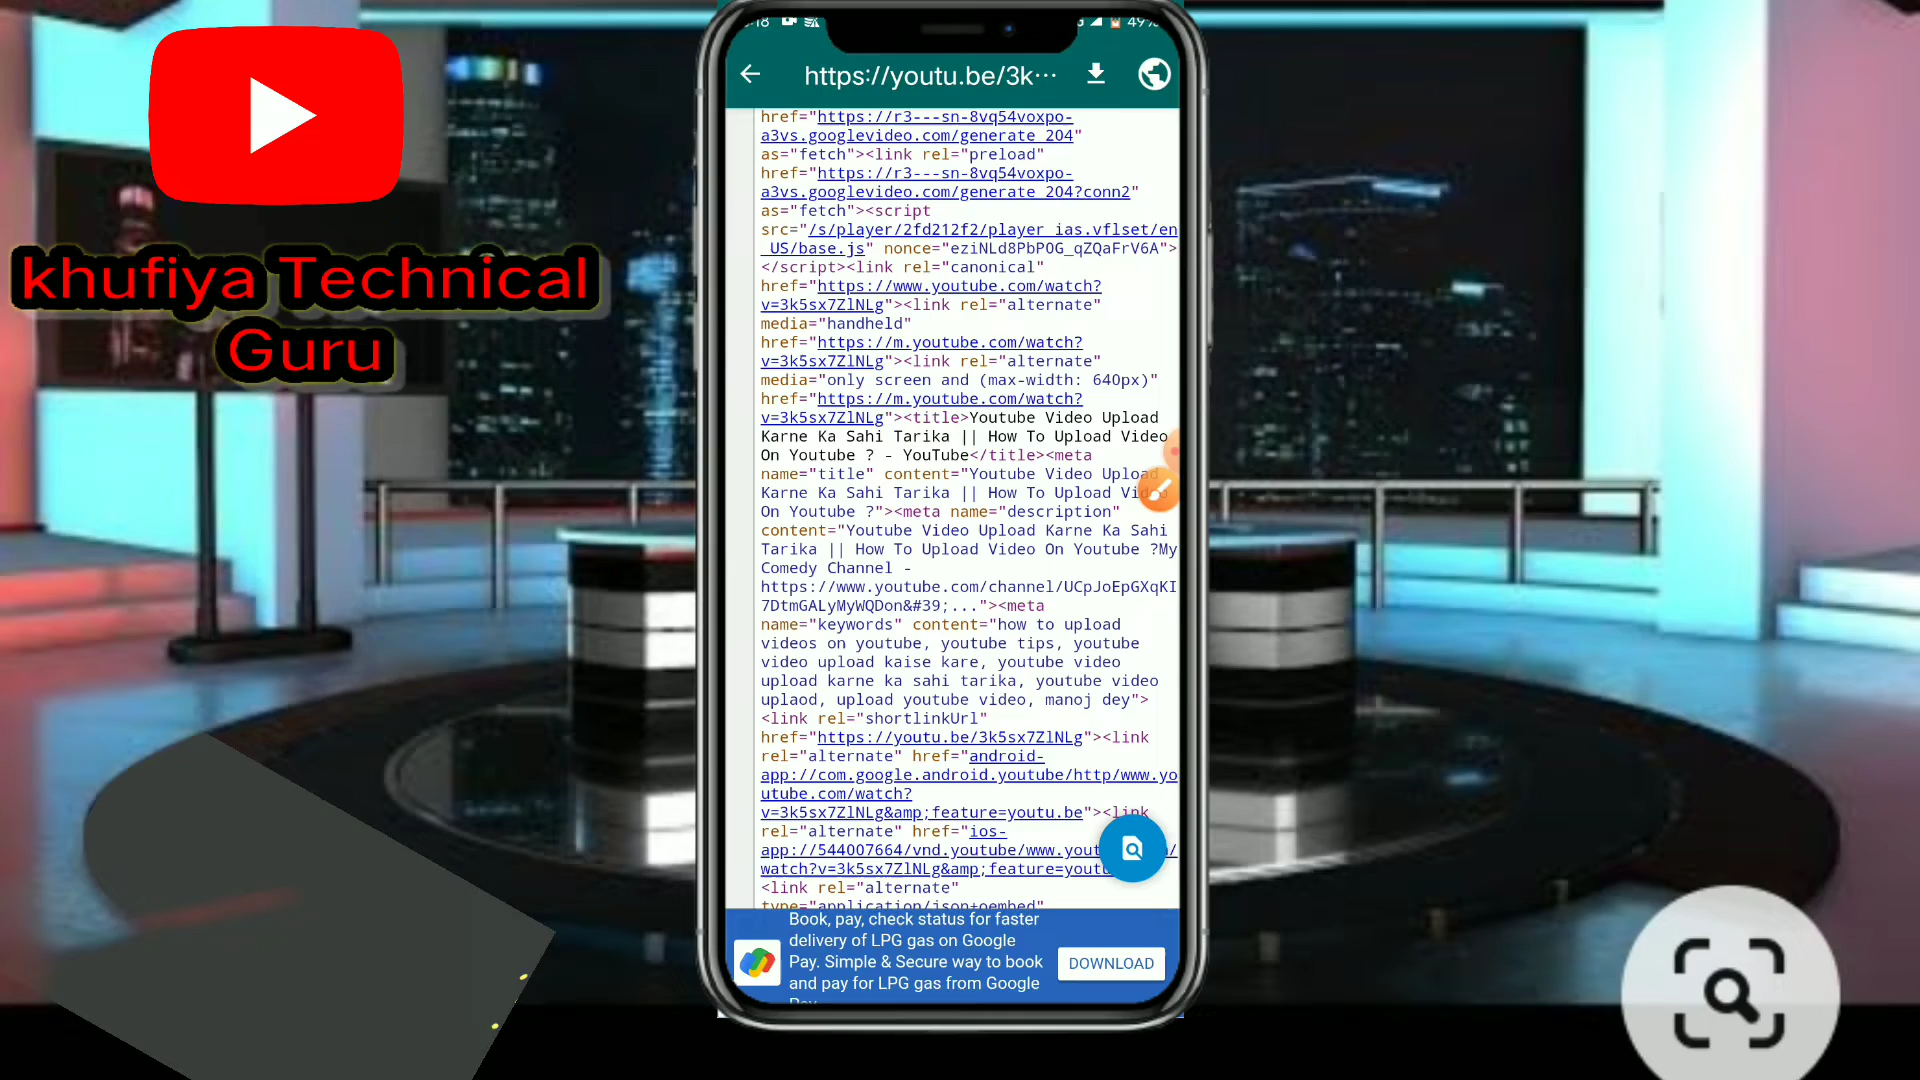 khufiya Technical
Guru
49%
https://youtu.be/3k…
href="https://r3---sn-8vq54voxpo-
a3vs.googlevideo.com/generate_204"
as="fetch"><link rel="preload"
href="https://r3---sn-8vq54voxpo-
a3vs.googlevideo.com/generate_204?conn2"
as="fetch"><script
src="/s/player/2fd212f2/player_ias.vflset/en
_US/base.js" nonce="eziNLd8PbPOG_qZQaFrV6A">
</script><link rel="canonical"
href="https://www.youtube.com/watch?
v=3k5sx7ZlNLg"><link rel="alternate"
media="handheld"
href="https://m.youtube.com/watch?
v=3k5sx7ZlNLg"><link rel="alternate"
media="only screen and (max-width: 640px)"
href="https://m.youtube.com/watch?
v=3k5sx7ZlNLg"><title>Youtube Video Upload
Karne Ka Sahi Tarika || How To Upload Video
On Youtube ? - YouTube</title><meta
name="title" content="Youtube Video Upload
Karne Ka Sahi Tarika || How To Upload Video
On Youtube ?"><meta name="description"
content="Youtube Video Upload Karne Ka Sahi
Tarika || How To Upload Video On Youtube ?My
Comedy Channel -
https://www.youtube.com/channel/UCpJoEpGXqKI
7DtmGALyMyWQDon&#39;..."><meta
name="keywords" content="how to upload
videos on youtube, youtube tips, youtube
video upload kaise kare, youtube video
upload karne ka sahi tarika, youtube video
uplaod, upload youtube video, manoj dey">
<link rel="shortlinkUrl"
href="https://youtu.be/3k5sx7ZlNLg"><link
rel="alternate" href="android-
app://com.google.android.youtube/http/www.yo
utube.com/watch?
v=3k5sx7ZlNLg&amp;feature=youtu.be"><link
rel="alternate" href="ios-
app://544007664/vnd.youtube/www.yout
watch?v=3k5sx7ZlNLg&amp;feature=yout
<link rel="alternate"
type="application/json+oembed"
Book, pay, check status for faster
delivery of LPG gas on Google
Pay. Simple & Secure way to book
and pay for LPG gas from Google
DOWNLOAD